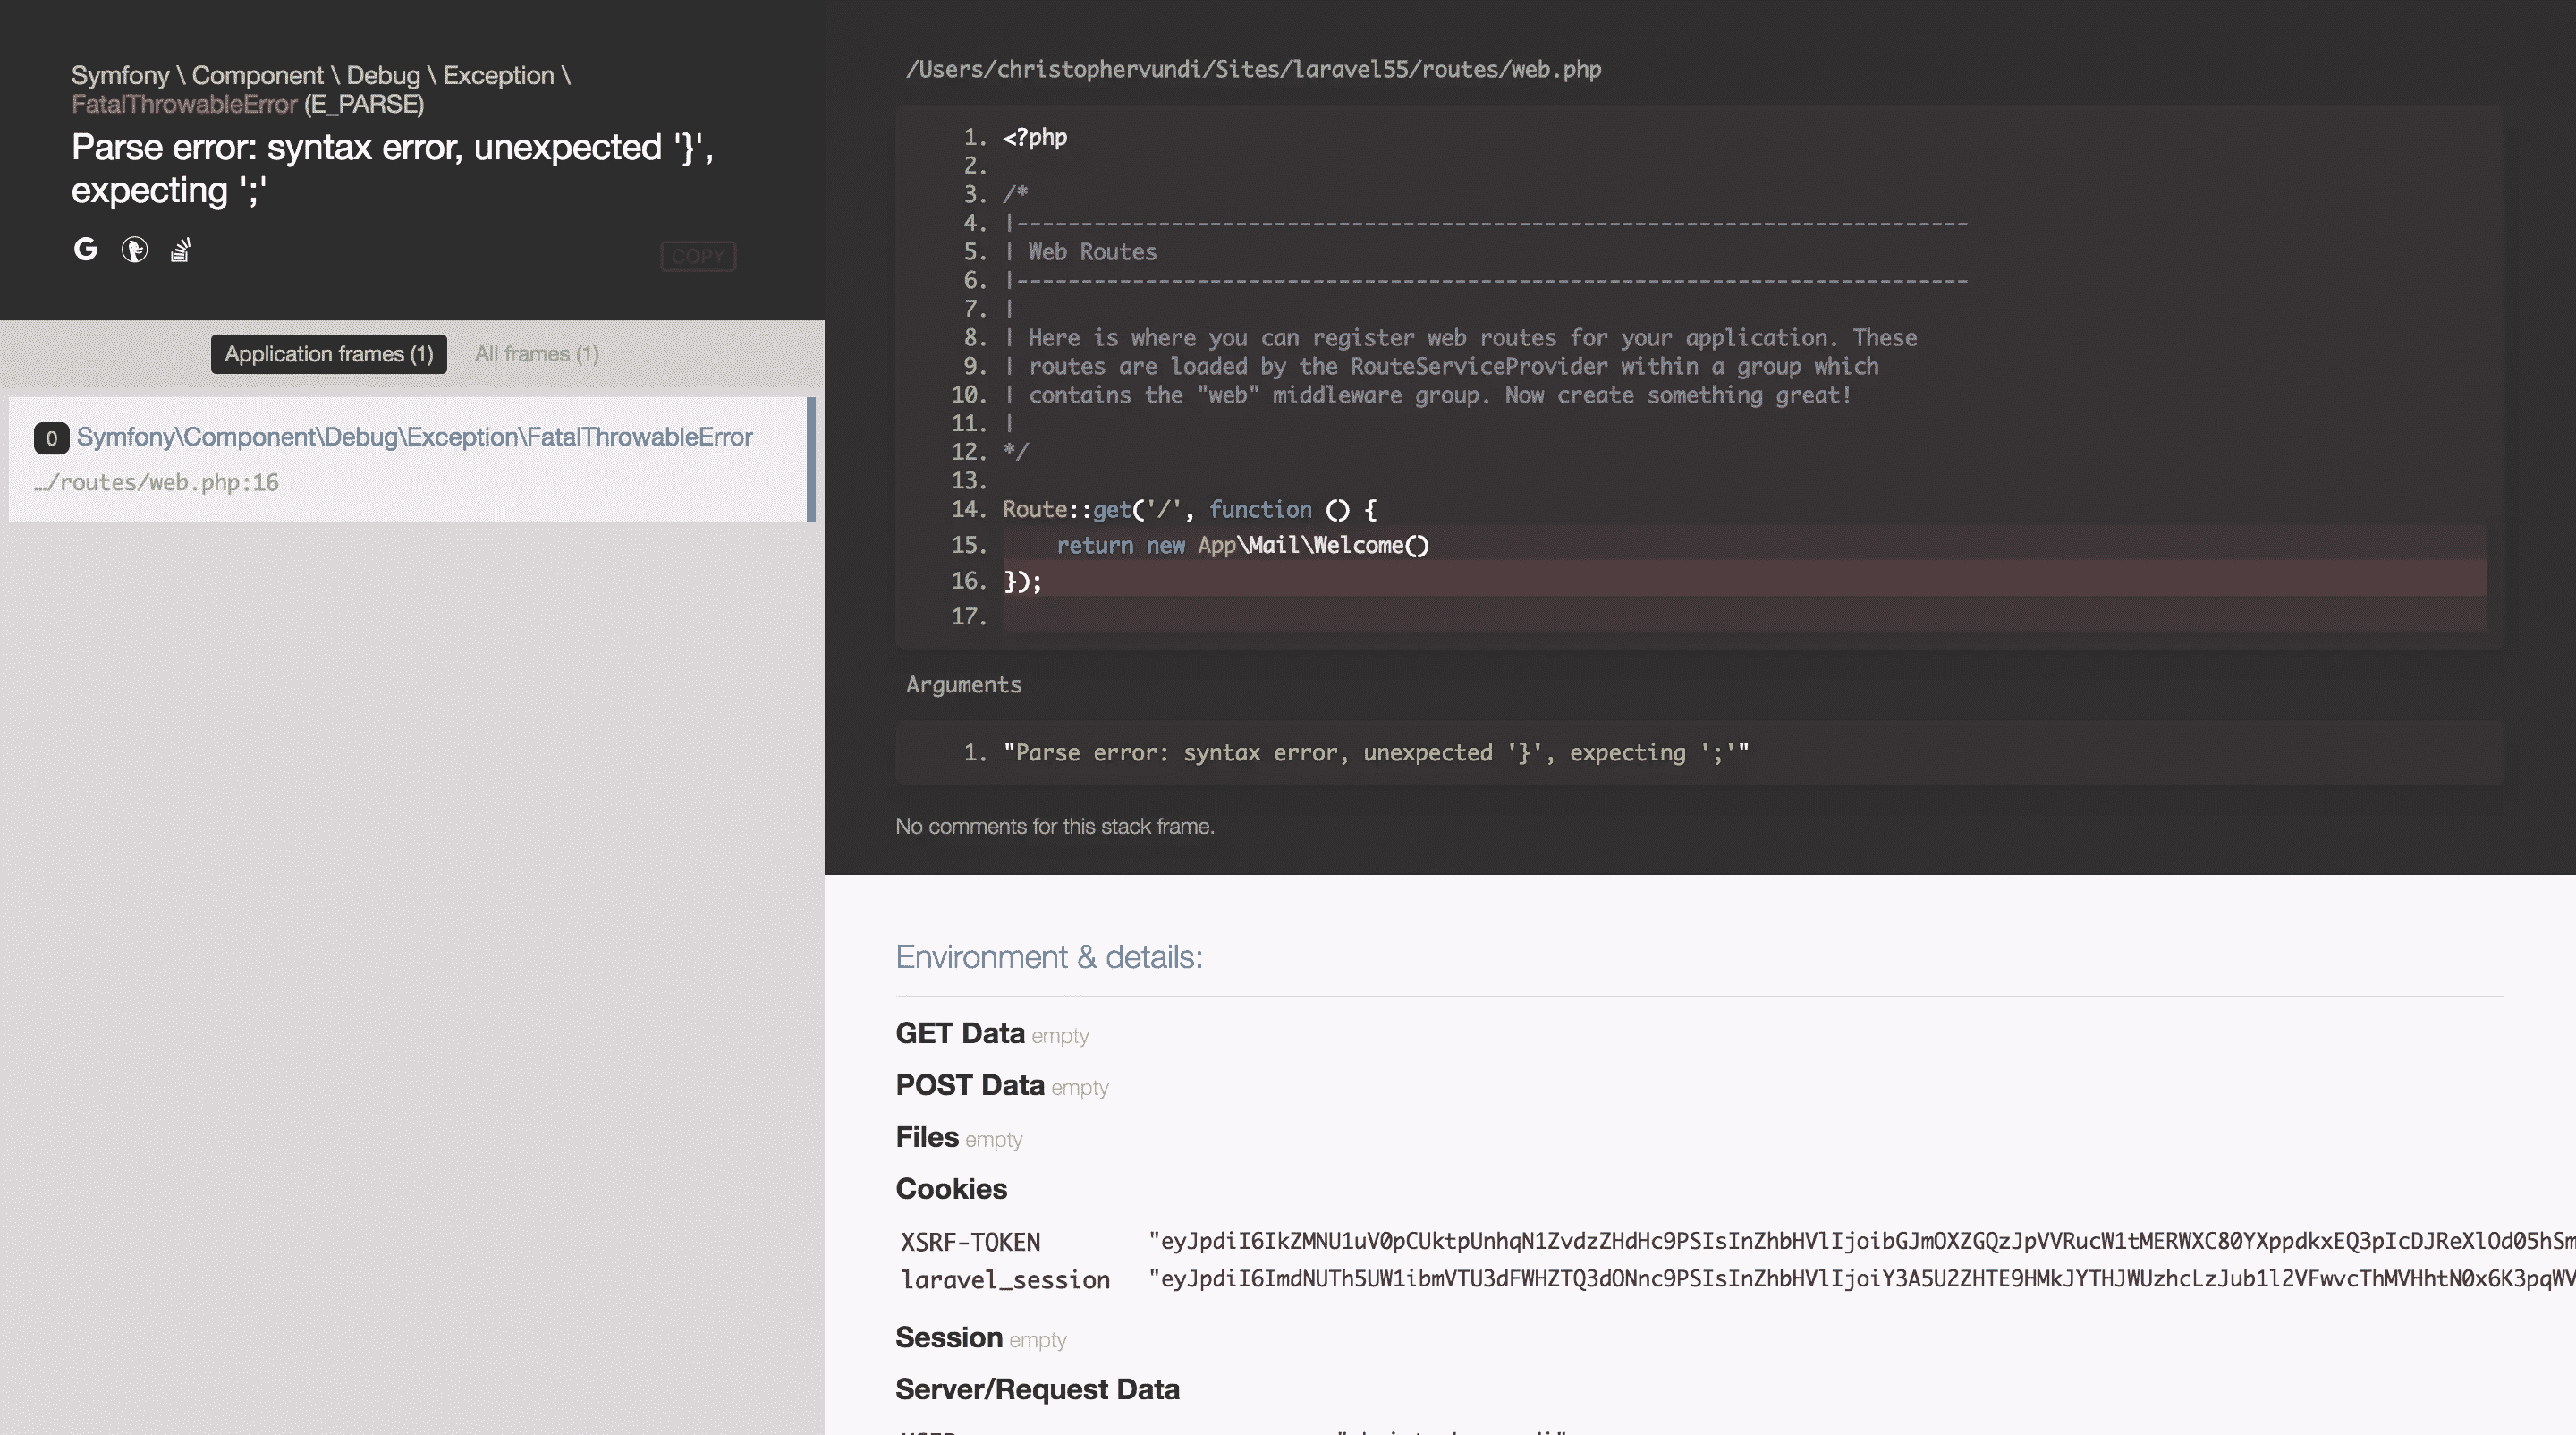 Symfony \ Component \ Debug \ Exception \
FatalThrowableError (E_PARSE)
Parse error: syntax error, unexpected '}',
expecting ';'
COPY
Application frames (1) All frames (1)
0 Symfony\Component\Debug\Exception\FatalThrowableError
…/routes/web.php:16
/Users/christophervundi/Sites/laravel55/routes/web.php
1. <?php
2.
3. /*
4. |--------------------------------------------------------------------------
5. | Web Routes
6. |--------------------------------------------------------------------------
7. |
8. | Here is where you can register web routes for your application. These
9. | routes are loaded by the RouteServiceProvider within a group which
10. | contains the "web" middleware group. Now create something great!
11. |
12. */
13.
14. Route::get('/', function () {
15.     return new App\Mail\Welcome()
16. });
17.
Arguments
1. "Parse error: syntax error, unexpected '}', expecting ';'"
No comments for this stack frame.
Environment & details:
GET Data empty
POST Data empty
Files empty
Cookies
XSRF-TOKEN
laravel_session
Session empty
Server/Request Data